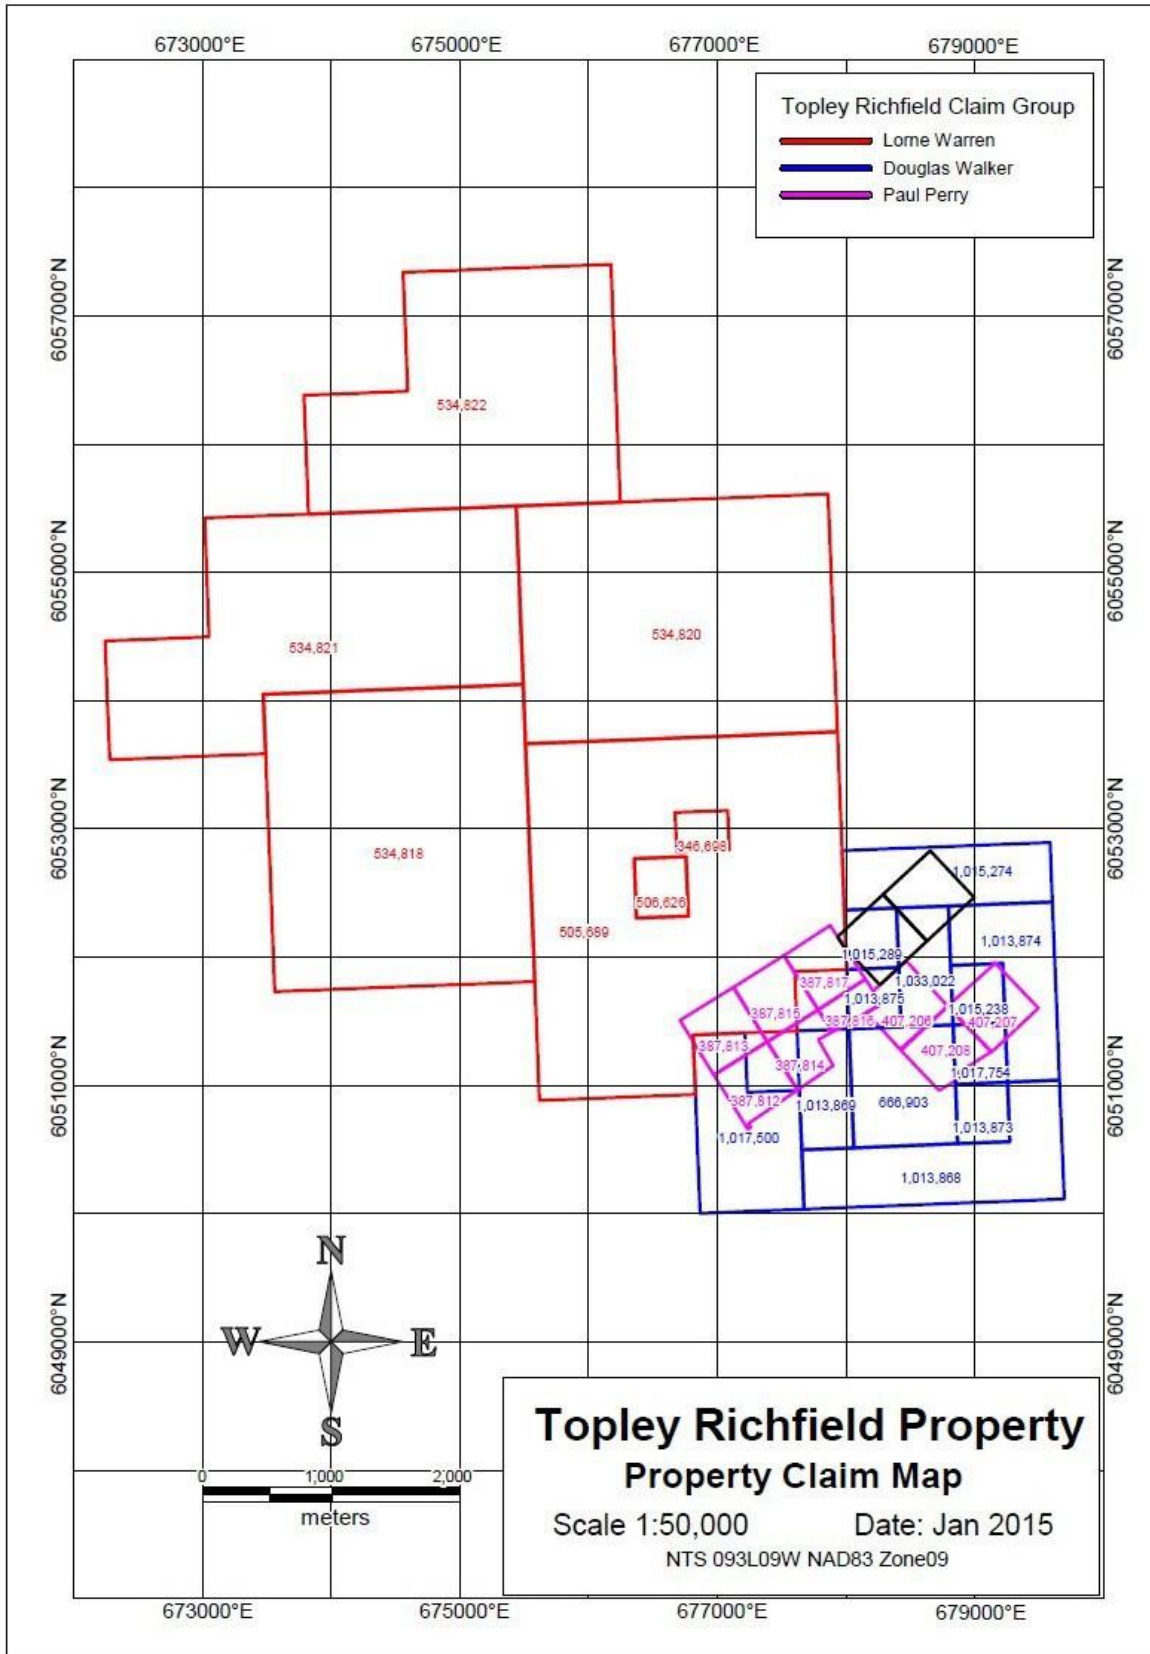 673000°E 675000°E 677000°E 679000°E
Topley Richfield Claim Group
Lorne Warren
Douglas Walker
Paul Perry
6057000°N 6057000°N
534,822
6055000°N 6055000°N
534,821 534,820
6053000°N 6053000°N
534,818 346,698
506,626
505,689
1,015,274
1,013,874
1,015,289
1,033,022
387,817
1,013,875
387,815
387,816
407,206
1,015,238
407,207
387,813
387,814
407,208
1,017,754
6051000°N 6051000°N
387,812
1,013,869
666,903
1,013,873
1,017,500
1,013,868
N
W E
S
6049000°N 6049000°N
0 1,000 2,000
meters
Topley Richfield Property
Property Claim Map
Scale 1:50,000 Date: Jan 2015
NTS 093L09W NAD83 Zone09
673000°E 675000°E 677000°E 679000°E